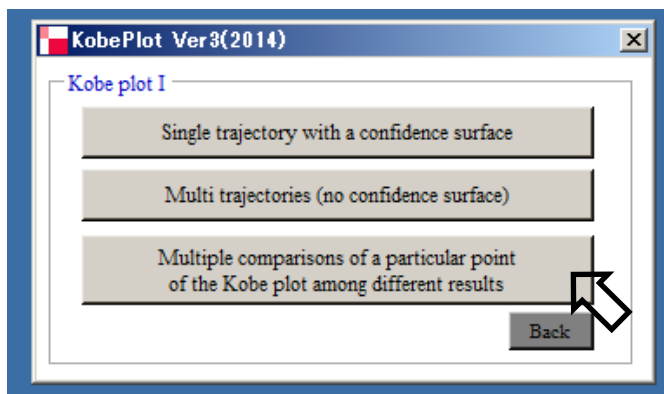 KobePlot Ver3(2014)
Kobe plot I
Single trajectory with a confidence surface
Multi trajectories (no confidence surface)
Multiple comparisons of a particular point
of the Kobe plot among different results
Back